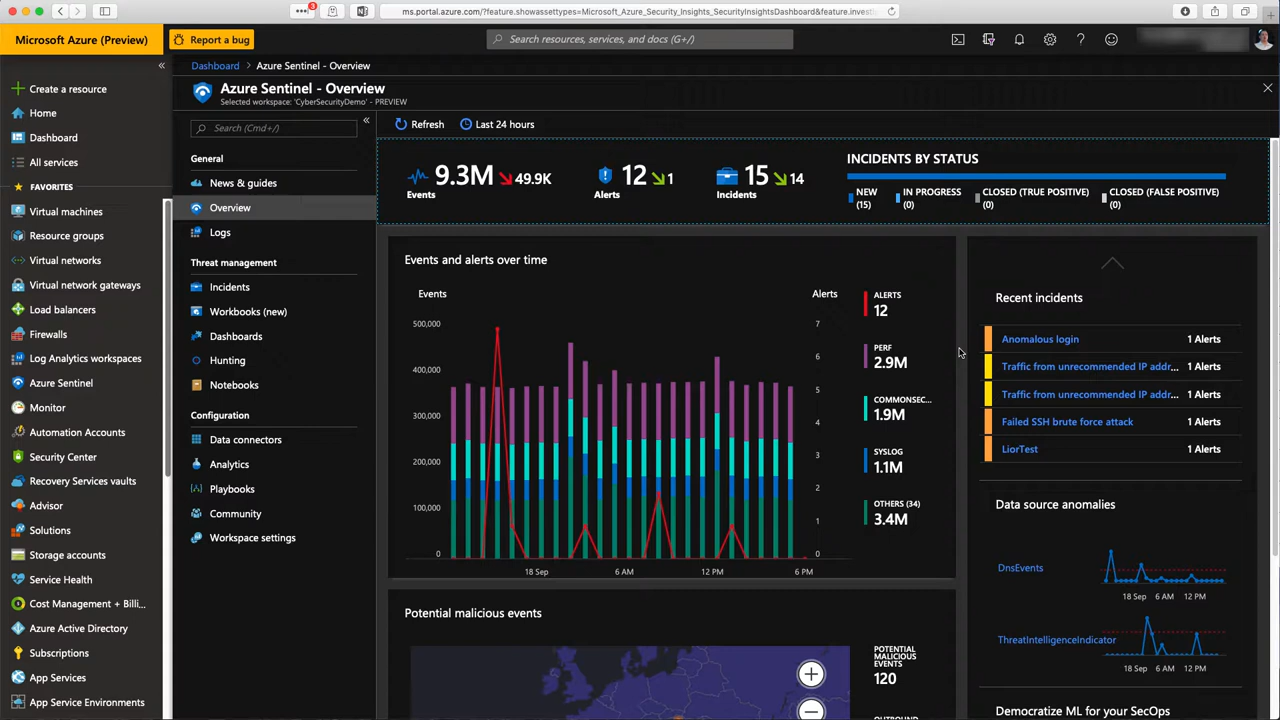 ms.portal.azure.com/?feature.showassettypes=Microsoft_Azure_Security_Insights_SecurityInsightsDashboard&feature.investi
3
Microsoft Azure (Preview)
Report a bug
Search resources, services, and docs (G+/)
Create a resource
Home
Dashboard
All services
FAVORITES
Virtual machines
Resource groups
Virtual networks
Virtual network gateways
Load balancers
Firewalls
Log Analytics workspaces
Azure Sentinel
Monitor
Automation Accounts
Security Center
Recovery Services vaults
Advisor
Solutions
Storage accounts
Service Health
Cost Management + Billi...
Azure Active Directory
Subscriptions
App Services
App Service Environments
Dashboard > Azure Sentinel - Overview
Azure Sentinel - Overview
Selected workspace: 'CyberSecurityDemo' - PREVIEW
Search (Cmd+/)
General
News & guides
Overview
Logs
Threat management
Incidents
Workbooks (new)
Dashboards
Hunting
Notebooks
Configuration
Data connectors
Analytics
Playbooks
Community
Workspace settings
Refresh
Last 24 hours
9.3M 49.9K
Events
12 1
Alerts
15 14
Incidents
INCIDENTS BY STATUS
NEW (15)
IN PROGRESS (0)
CLOSED (TRUE POSITIVE) (0)
CLOSED (FALSE POSITIVE) (0)
Events and alerts over time
Events
Alerts
500,000
400,000
300,000
200,000
100,000
0
7
6
5
4
3
2
1
0
18 Sep
6 AM
12 PM
6 PM
ALERTS
12
PERF
2.9M
COMMONSEC...
1.9M
SYSLOG
1.1M
OTHERS (34)
3.4M
Potential malicious events
POTENTIAL
MALICIOUS
EVENTS
120
OUTBOUND
Recent incidents
Anomalous login 1 Alerts
Traffic from unrecommended IP addr... 1 Alerts
Traffic from unrecommended IP addr... 1 Alerts
Failed SSH brute force attack 1 Alerts
LiorTest 1 Alerts
Data source anomalies
DnsEvents
18 Sep 6 AM 12 PM
ThreatIntelligenceIndicator
18 Sep 6 AM 12 PM
Democratize ML for your SecOps